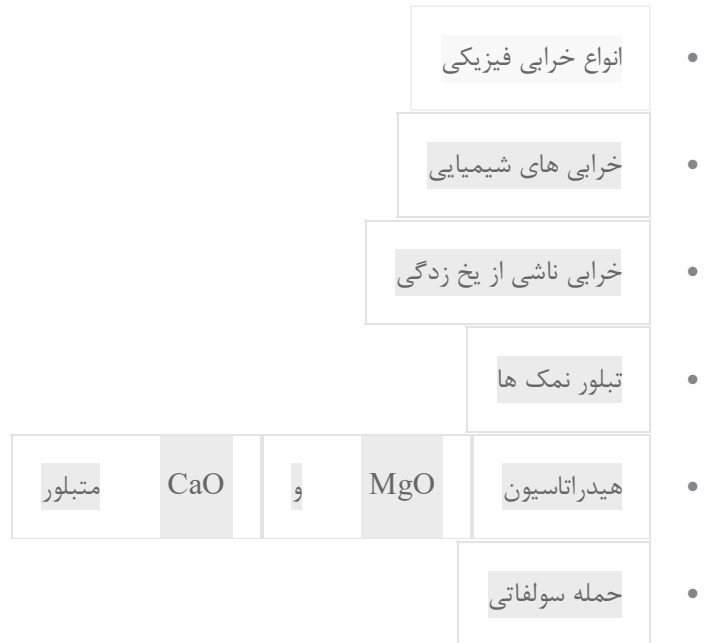 • انواع خرابی فیزیکی
• خرابی های شیمیایی
• خرابی ناشی از یخ زدگی
• تبلور نمک ها
• هیدراتاسیون MgO و CaO متبلور
• حمله سولفاتی